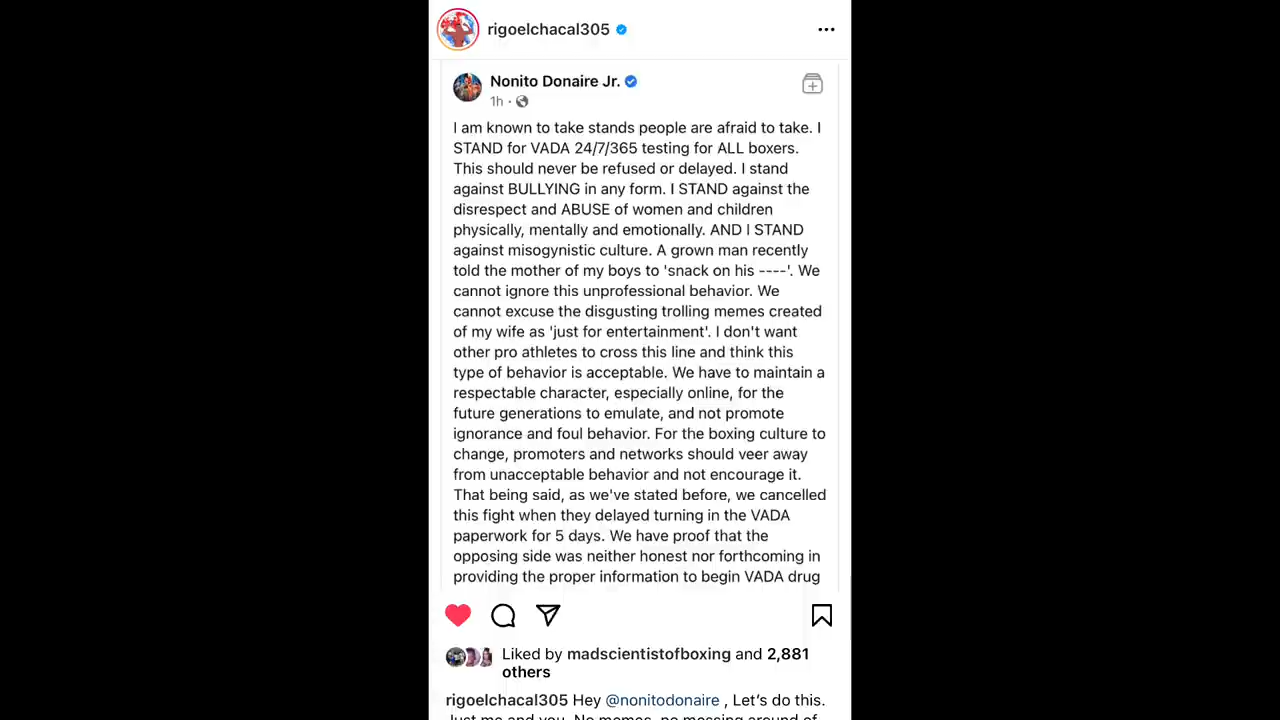 rigoelchacal305
Nonito Donaire Jr.
1h ·
I am known to take stands people are afraid to take. I
STAND for VADA 24/7/365 testing for ALL boxers.
This should never be refused or delayed. I stand
against BULLYING in any form. I STAND against the
disrespect and ABUSE of women and children
physically, mentally and emotionally. AND I STAND
against misogynistic culture. A grown man recently
told the mother of my boys to 'snack on his ----'. We
cannot ignore this unprofessional behavior. We
cannot excuse the disgusting trolling memes created
of my wife as 'just for entertainment'. I don't want
other pro athletes to cross this line and think this
type of behavior is acceptable. We have to maintain a
respectable character, especially online, for the
future generations to emulate, and not promote
ignorance and foul behavior. For the boxing culture to
change, promoters and networks should veer away
from unacceptable behavior and not encourage it.
That being said, as we've stated before, we cancelled
this fight when they delayed turning in the VADA
paperwork for 5 days. We have proof that the
opposing side was neither honest nor forthcoming in
providing the proper information to begin VADA drug
Liked by madscientistofboxing and 2,881
others
rigoelchacal305 Hey @nonitodonaire , Let's do this.
Just me and you. No memes, no messing around of